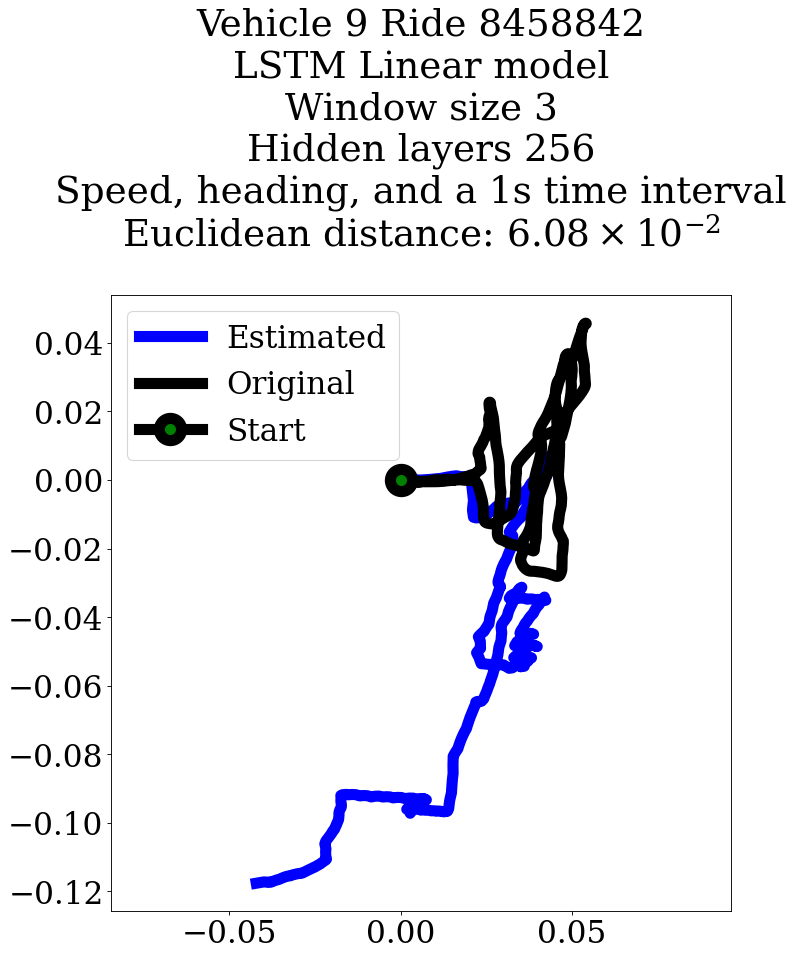 Vehicle 9 Ride 8458842
LSTM Linear model
Window size 3
Hidden layers 256
Speed, heading, and a 1s time interval
Euclidean distance: 6.08 × 10⁻²
Estimated
Original
Start
0.04
0.02
0.00
−0.02
−0.04
−0.06
−0.08
−0.10
−0.12
−0.05 0.00 0.05